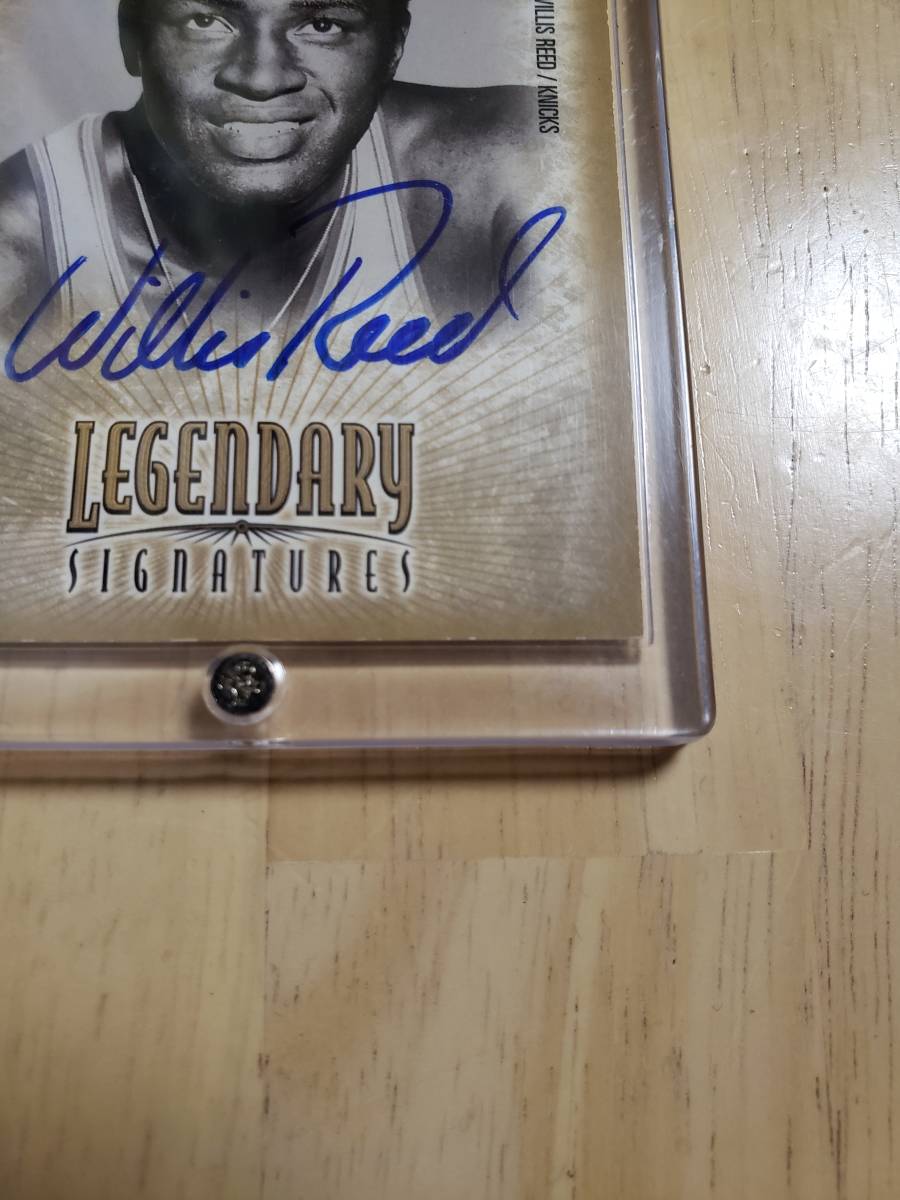 WILLIS REED / KNICKS
Willis Reed
LEGENDARY
SIGNATURES